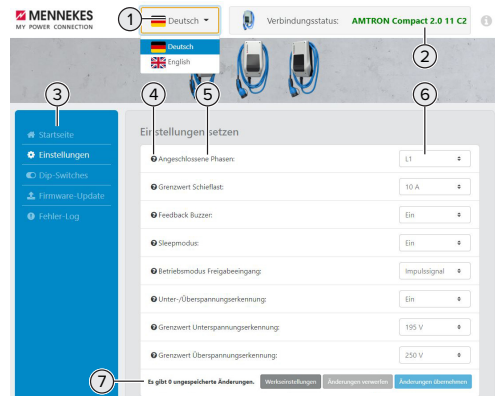 MENNEKES
MY POWER CONNECTION
1
Deutsch
Verbindungsstatus: AMTRON Compact 2.0 11 C2
Deutsch
English
2
3
4
5
6
Startseite
Einstellungen
Dip-Switches
Firmware-Update
Fehler-Log
Einstellungen setzen
Angeschlossene Phasen: L1
Grenzwert Schieflast: 10 A
Feedback Buzzer: Ein
Sleepmodus: Ein
Betriebsmodus Freigabeeingang: Impulssignal
Unter-/Überspannungserkennung: Ein
Grenzwert Unterspannungserkennung: 195 V
Grenzwert Überspannungserkennung: 250 V
7
Es gibt 0 ungespeicherte Änderungen. Werkseinstellungen Änderungen verwerfen Änderungen übernehmen